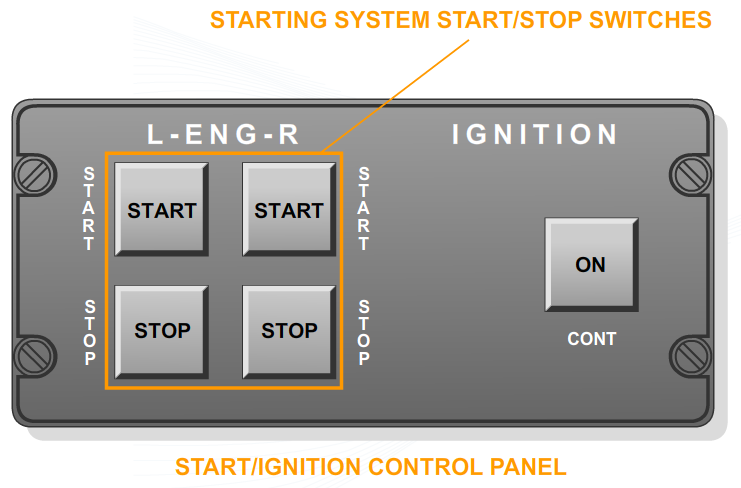 STARTING SYSTEM START/STOP SWITCHES
L-ENG-R
IGNITION
START
START
START
START
ON
STOP
STOP
STOP
STOP
CONT
START/IGNITION CONTROL PANEL